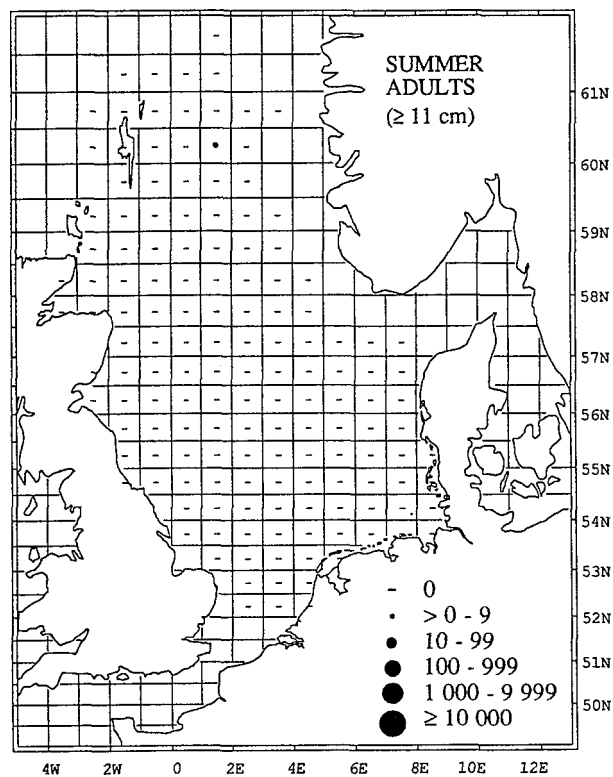 SUMMER
ADULTS
(≥ 11 cm)
61N
60N
59N
58N
57N
56N
55N
54N
53N
52N
51N
50N
- 0
> 0 - 9
10 - 99
100 - 999
1 000 - 9 999
≥ 10 000
4W 2W 0 2E 4E 6E 8E 10E 12E